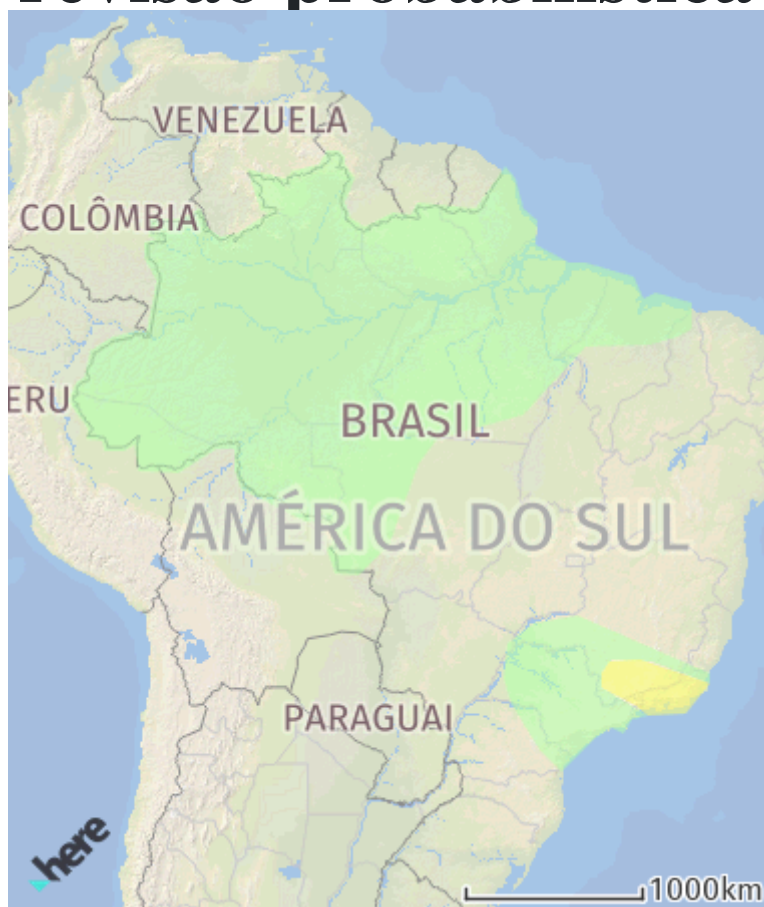 VENEZUELA
COLÔMBIA
ERU
BRASIL
AMÉRICA DO SUL
PARAGUAI
here
1000km